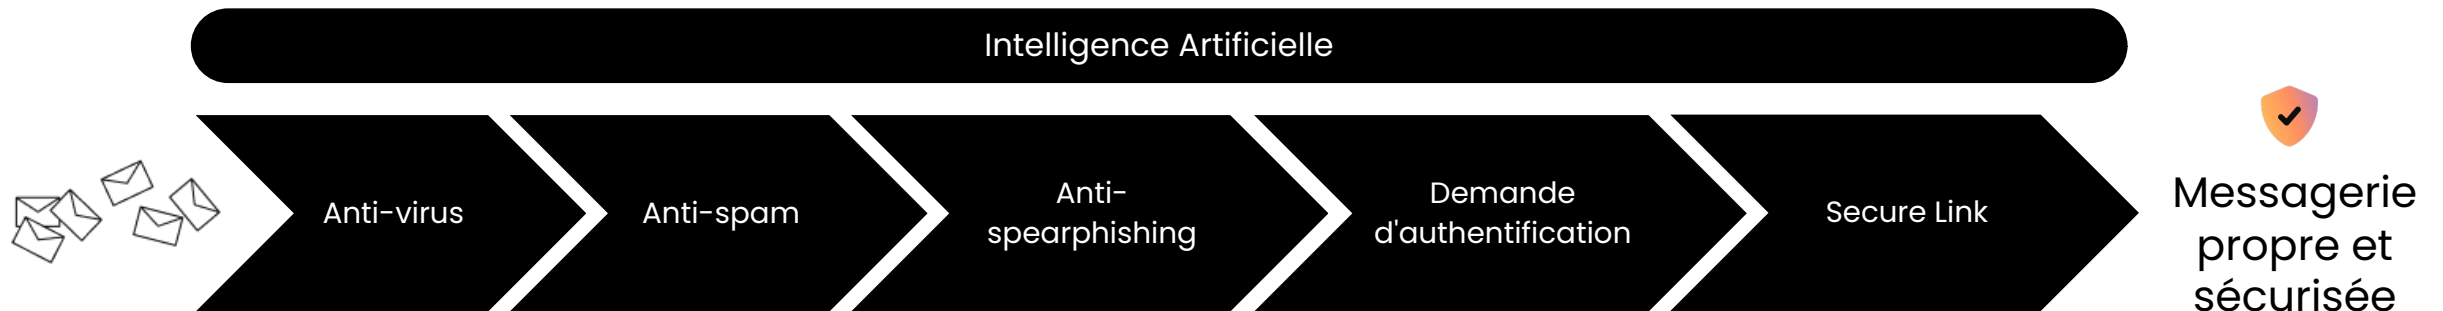 Intelligence Artificielle
Anti-virus
Anti-spam
Anti-
spearphishing
Demande
d'authentification
Secure Link
Messagerie
propre et
sécurisée